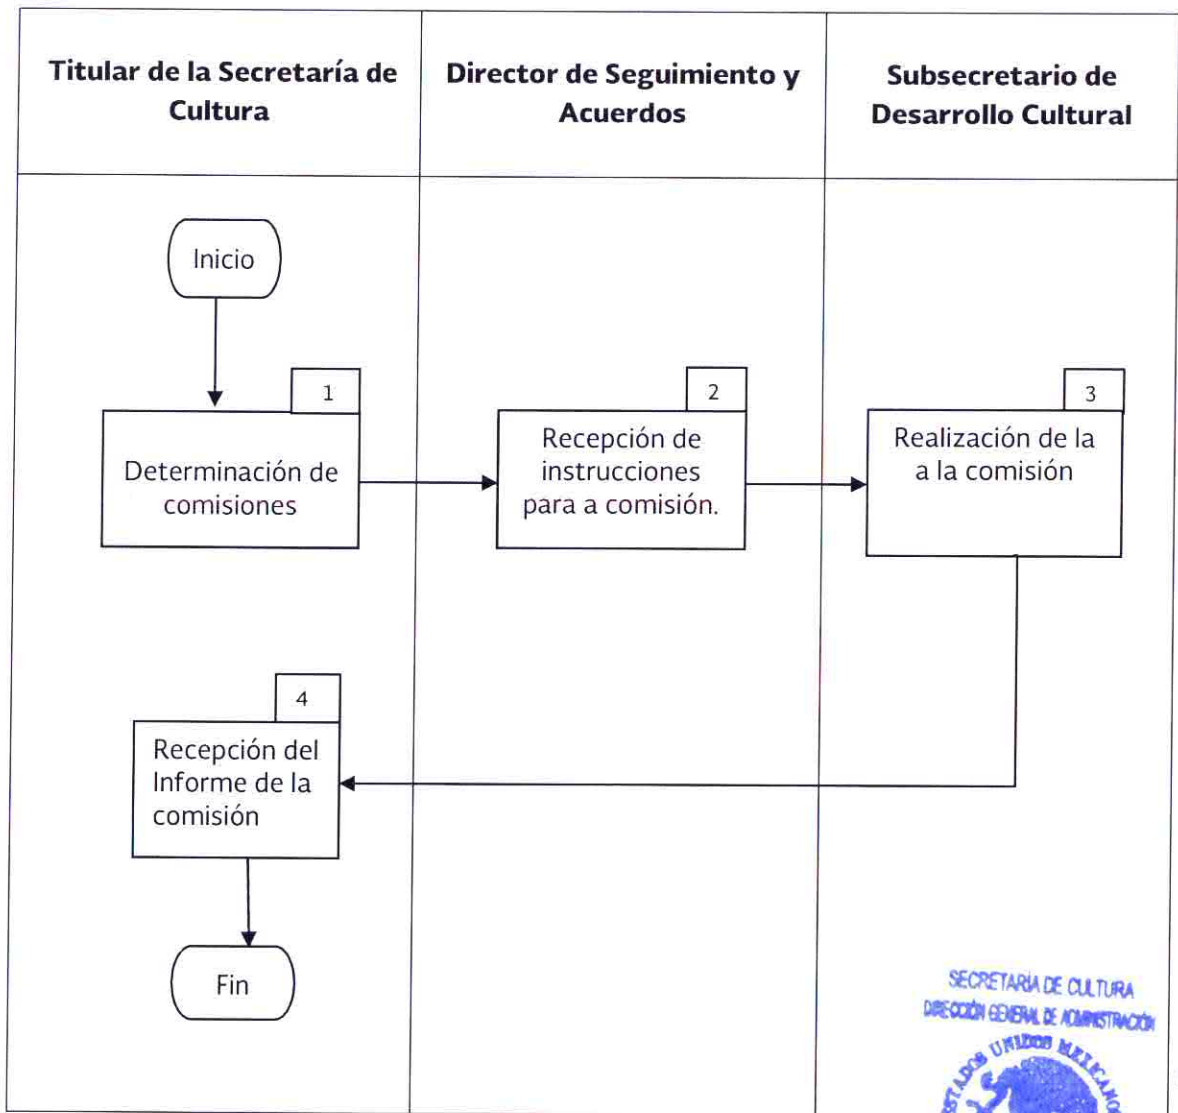 Titular de la Secretaría de
Cultura
Director de Seguimiento y
Acuerdos
Subsecretario de
Desarrollo Cultural
Inicio
1
Determinación de
comisiones
2
Recepción de
instrucciones
para a comisión.
3
Realización de la
a la comisión
4
Recepción del
Informe de la
comisión
Fin
SECRETARÍA DE CULTURA
DIRECCIÓN GENERAL DE ADMINISTRACIÓN
UNIDOS